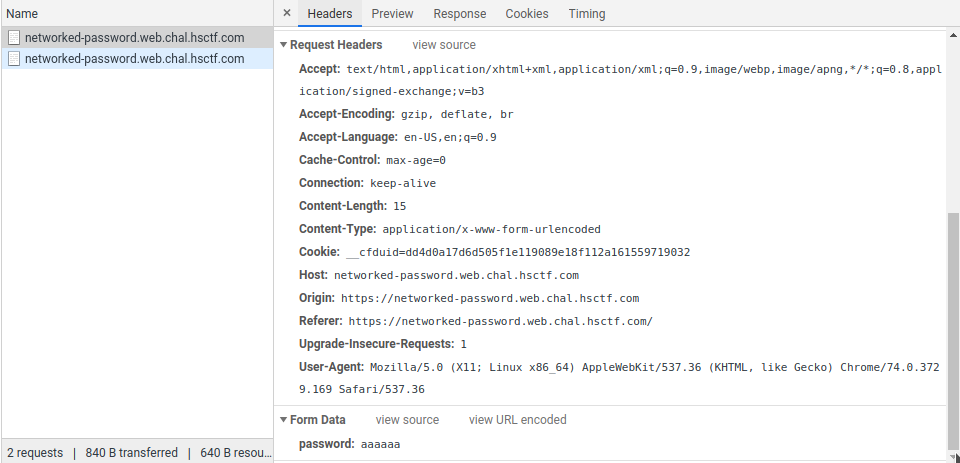 Name
networked-password.web.chal.hsctf.com
networked-password.web.chal.hsctf.com
2 requests | 840 B transferred | 640 B resou...
× Headers Preview Response Cookies Timing
Request Headers view source
Accept: text/html,application/xhtml+xml,application/xml;q=0.9,image/webp,image/apng,*/*;q=0.8,appl
ication/signed-exchange;v=b3
Accept-Encoding: gzip, deflate, br
Accept-Language: en-US,en;q=0.9
Cache-Control: max-age=0
Connection: keep-alive
Content-Length: 15
Content-Type: application/x-www-form-urlencoded
Cookie: __cfduid=dd4d0a17d6d505f1e119089e18f112a161559719032
Host: networked-password.web.chal.hsctf.com
Origin: https://networked-password.web.chal.hsctf.com
Referer: https://networked-password.web.chal.hsctf.com/
Upgrade-Insecure-Requests: 1
User-Agent: Mozilla/5.0 (X11; Linux x86_64) AppleWebKit/537.36 (KHTML, like Gecko) Chrome/74.0.372
9.169 Safari/537.36
Form Data view source view URL encoded
password: aaaaaa